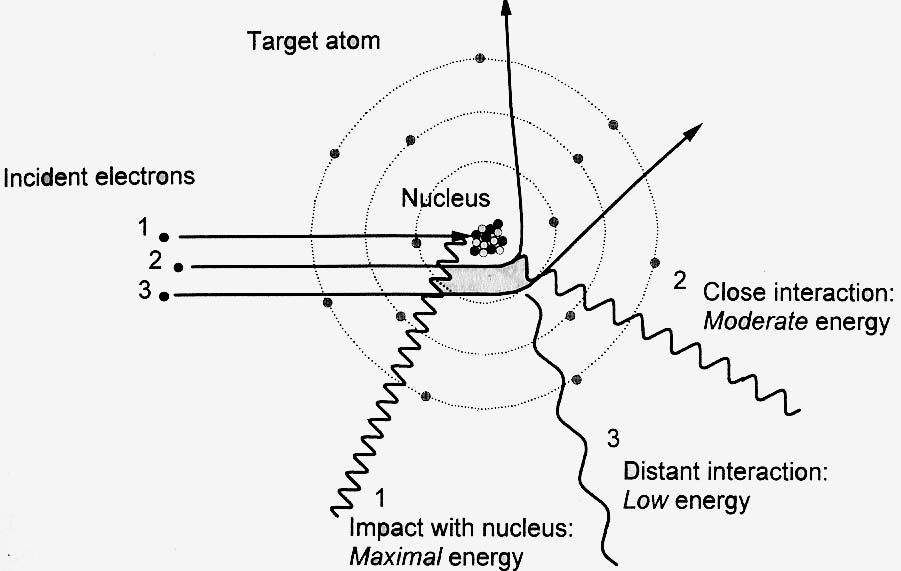 Target atom
Incident electrons
Nucleus
1
2
3
2
Close interaction:
Moderate energy
3
Distant interaction:
Low energy
1
Impact with nucleus:
Maximal energy